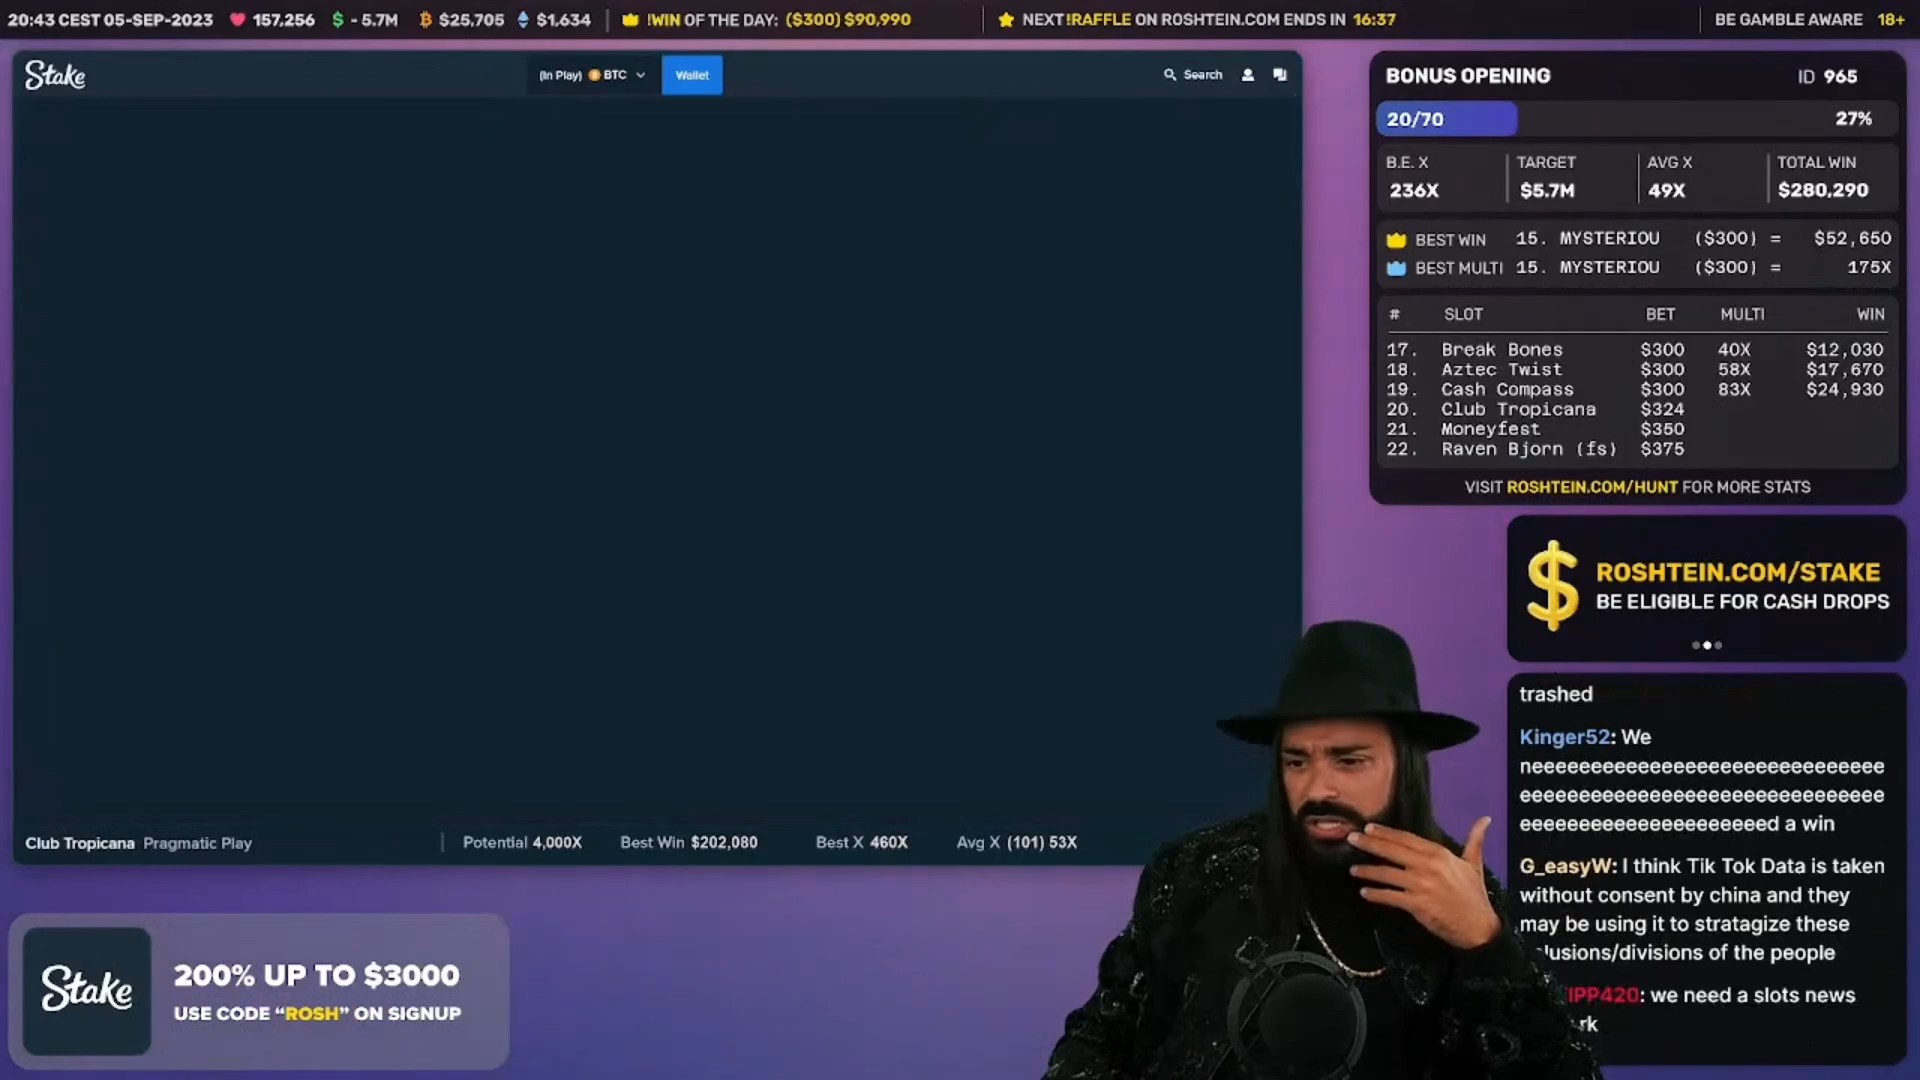 20:43 CEST 05-SEP-2023 157,256 $ - 5.7M $25,705 $1,634 !WIN OF THE DAY: ($300) $90,990 NEXT !RAFFLE ON ROSHTEIN.COM ENDS IN 16:37 BE GAMBLE AWARE 18+
Stake (In Play) BTC Wallet Search
BONUS OPENING ID 965
20/70 27%
B.E. X TARGET AVG X TOTAL WIN
236X $5.7M 49X $280,290
BEST WIN 15. MYSTERIOU ($300) = $52,650
BEST MULTI 15. MYSTERIOU ($300) = 175X
# SLOT BET MULTI WIN
17. Break Bones $300 40X $12,030
18. Aztec Twist $300 58X $17,670
19. Cash Compass $300 83X $24,930
20. Club Tropicana $324
21. Moneyfest $350
22. Raven Bjorn (fs) $375
VISIT ROSHTEIN.COM/HUNT FOR MORE STATS
ROSHTEIN.COM/STAKE
BE ELIGIBLE FOR CASH DROPS
trashed
Kinger52: We
neeeeeeeeeeeeeeeeeeeeeeeeeeeee
eeeeeeeeeeeeeeeeeeeeeeeeeeeeee
eeeeeeeeeeeeeeeeeeeed a win
G_easyW: I think Tik Tok Data is taken
without consent by china and they
may be using it to stratagize these
lusions/divisions of the people
IPP420: we need a slots news
rk
Club Tropicana Pragmatic Play Potential 4,000X Best Win $202,080 Best X 460X Avg X (101) 53X
Stake
200% UP TO $3000
USE CODE “ROSH” ON SIGNUP